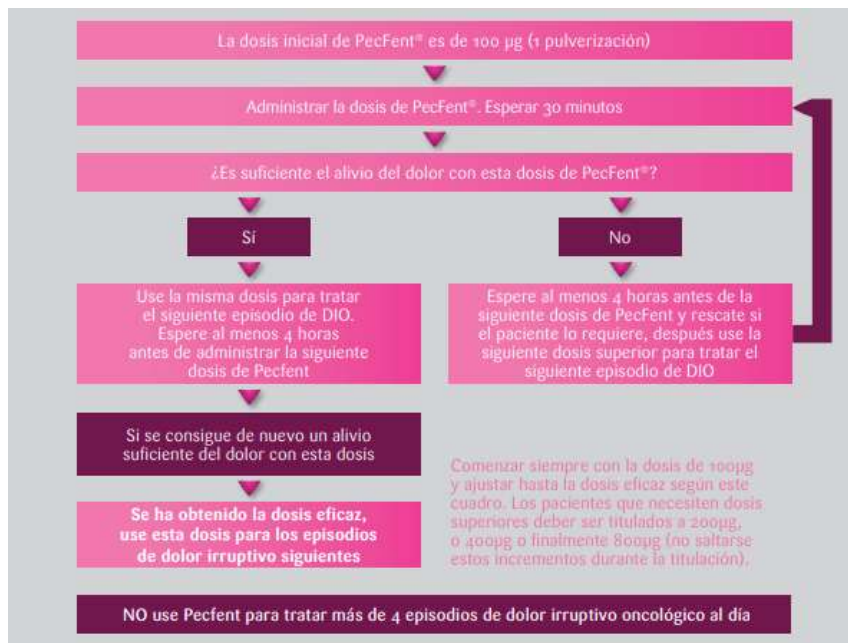 La dosis inicial de PecFent® es de 100 µg (1 pulverización)
Administrar la dosis de PecFent®. Esperar 30 minutos
¿Es suficiente el alivio del dolor con esta dosis de PecFent®?
Sí
No
Use la misma dosis para tratar
el siguiente episodio de DIO.
Espere al menos 4 horas
antes de administrar la siguiente
dosis de Pecfent
Espere al menos 4 horas antes de la
siguiente dosis de PecFent y rescate si
el paciente lo requiere, después use la
siguiente dosis superior para tratar el
siguiente episodio de DIO
Si se consigue de nuevo un alivio
suficiente del dolor con esta dosis
Se ha obtenido la dosis eficaz,
use esta dosis para los episodios
de dolor irruptivo siguientes
Comenzar siempre con la dosis de 100µg
y ajustar hasta la dosis eficaz según este
cuadro. Los pacientes que necesiten dosis
superiores deber ser titulados a 200µg,
o 400µg o finalmente 800µg (no saltarse
estos incrementos durante la titulación).
NO use Pecfent para tratar más de 4 episodios de dolor irruptivo oncológico al día